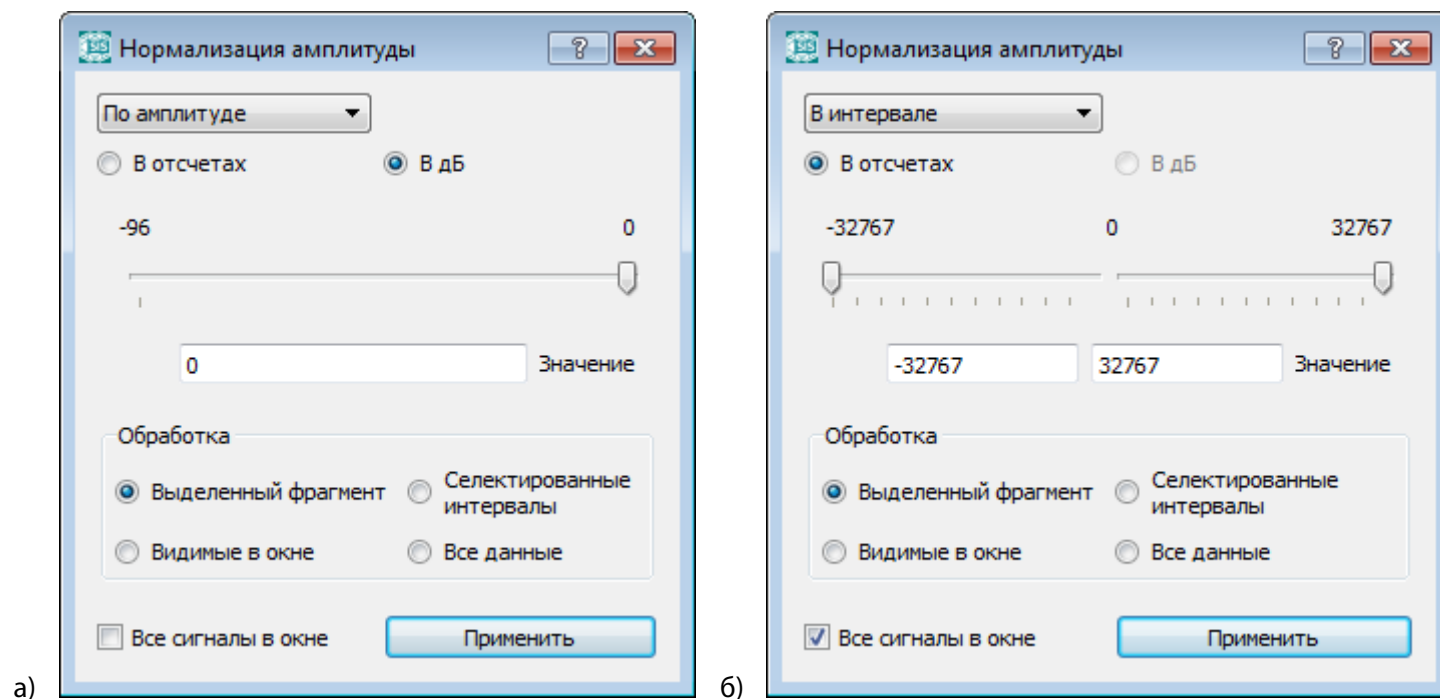 Нормализация амплитуды
По амплитуде
В отсчетах В дБ
-96 0
0 Значение
Обработка
Выделенный фрагмент Селектированные интервалы
Видимые в окне Все данные
Все сигналы в окне Применить
а)
Нормализация амплитуды
В интервале
В отсчетах В дБ
-32767 0 32767
-32767 32767 Значение
Обработка
Выделенный фрагмент Селектированные интервалы
Видимые в окне Все данные
Все сигналы в окне Применить
б)